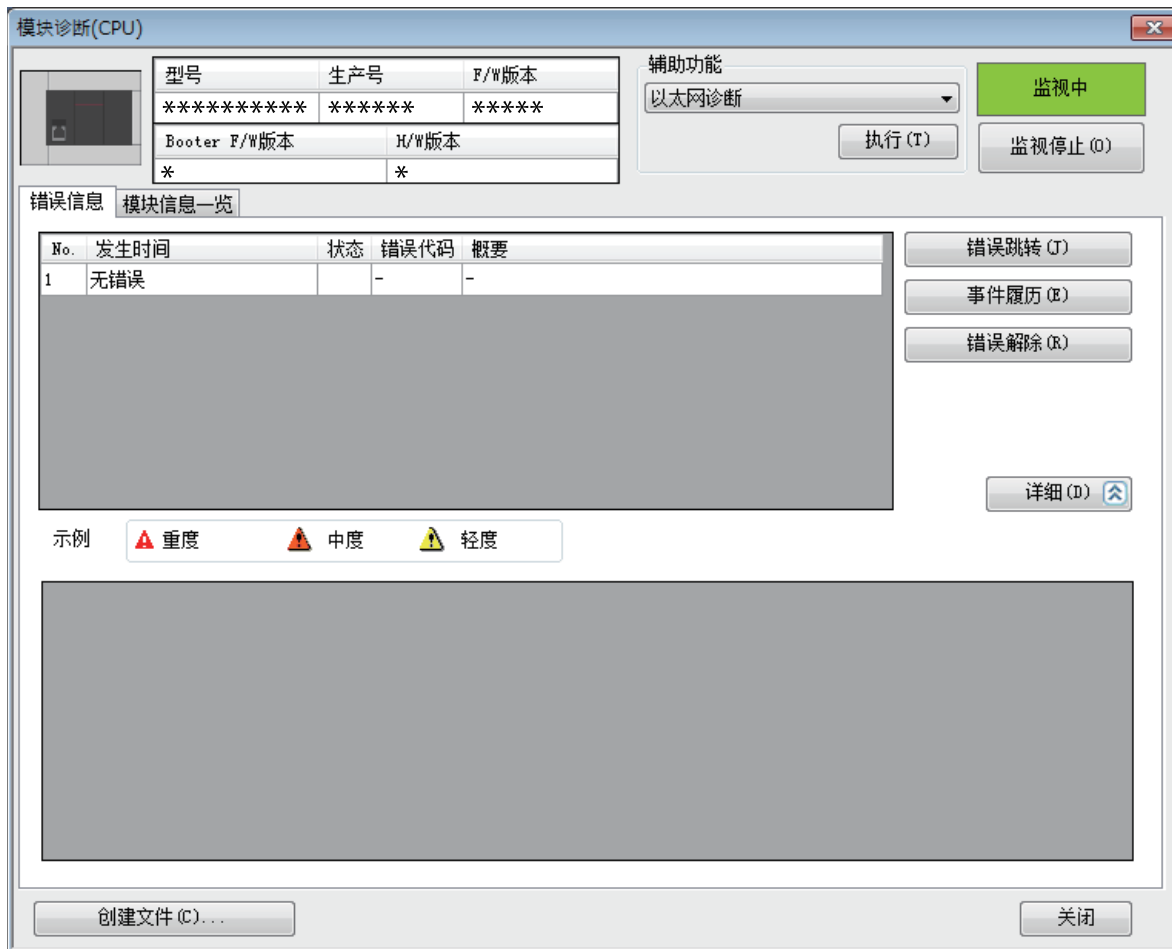 模块诊断(CPU)
型号 生产号 F/W版本
********** ****** *****
Booter F/W版本 H/W版本
* *
辅助功能
以太网诊断
执行(T)
监视中
监视停止(O)
错误信息 模块信息一览
No. 发生时间 状态 错误代码 概要
1 无错误 - -
错误跳转(J)
事件履历(E)
错误解除(R)
详细(D)
示例 重度 中度 轻度
创建文件(C)...
关闭